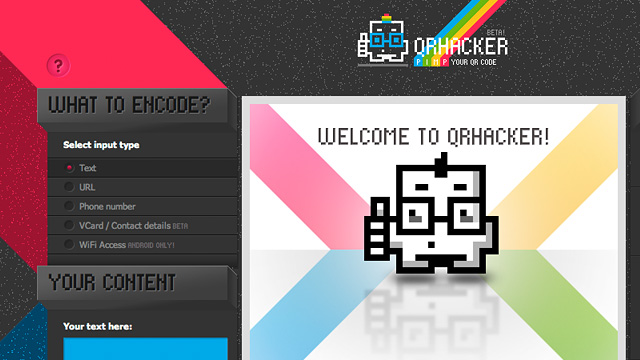 BETA!
QRHACKER
PIMP YOUR QR CODE
?
WHAT TO ENCODE?
Select input type
Text
URL
Phone number
VCard / Contact details BETA
WiFi Access ANDROID ONLY!
YOUR CONTENT
Your text here:
WELCOME TO QRHACKER!